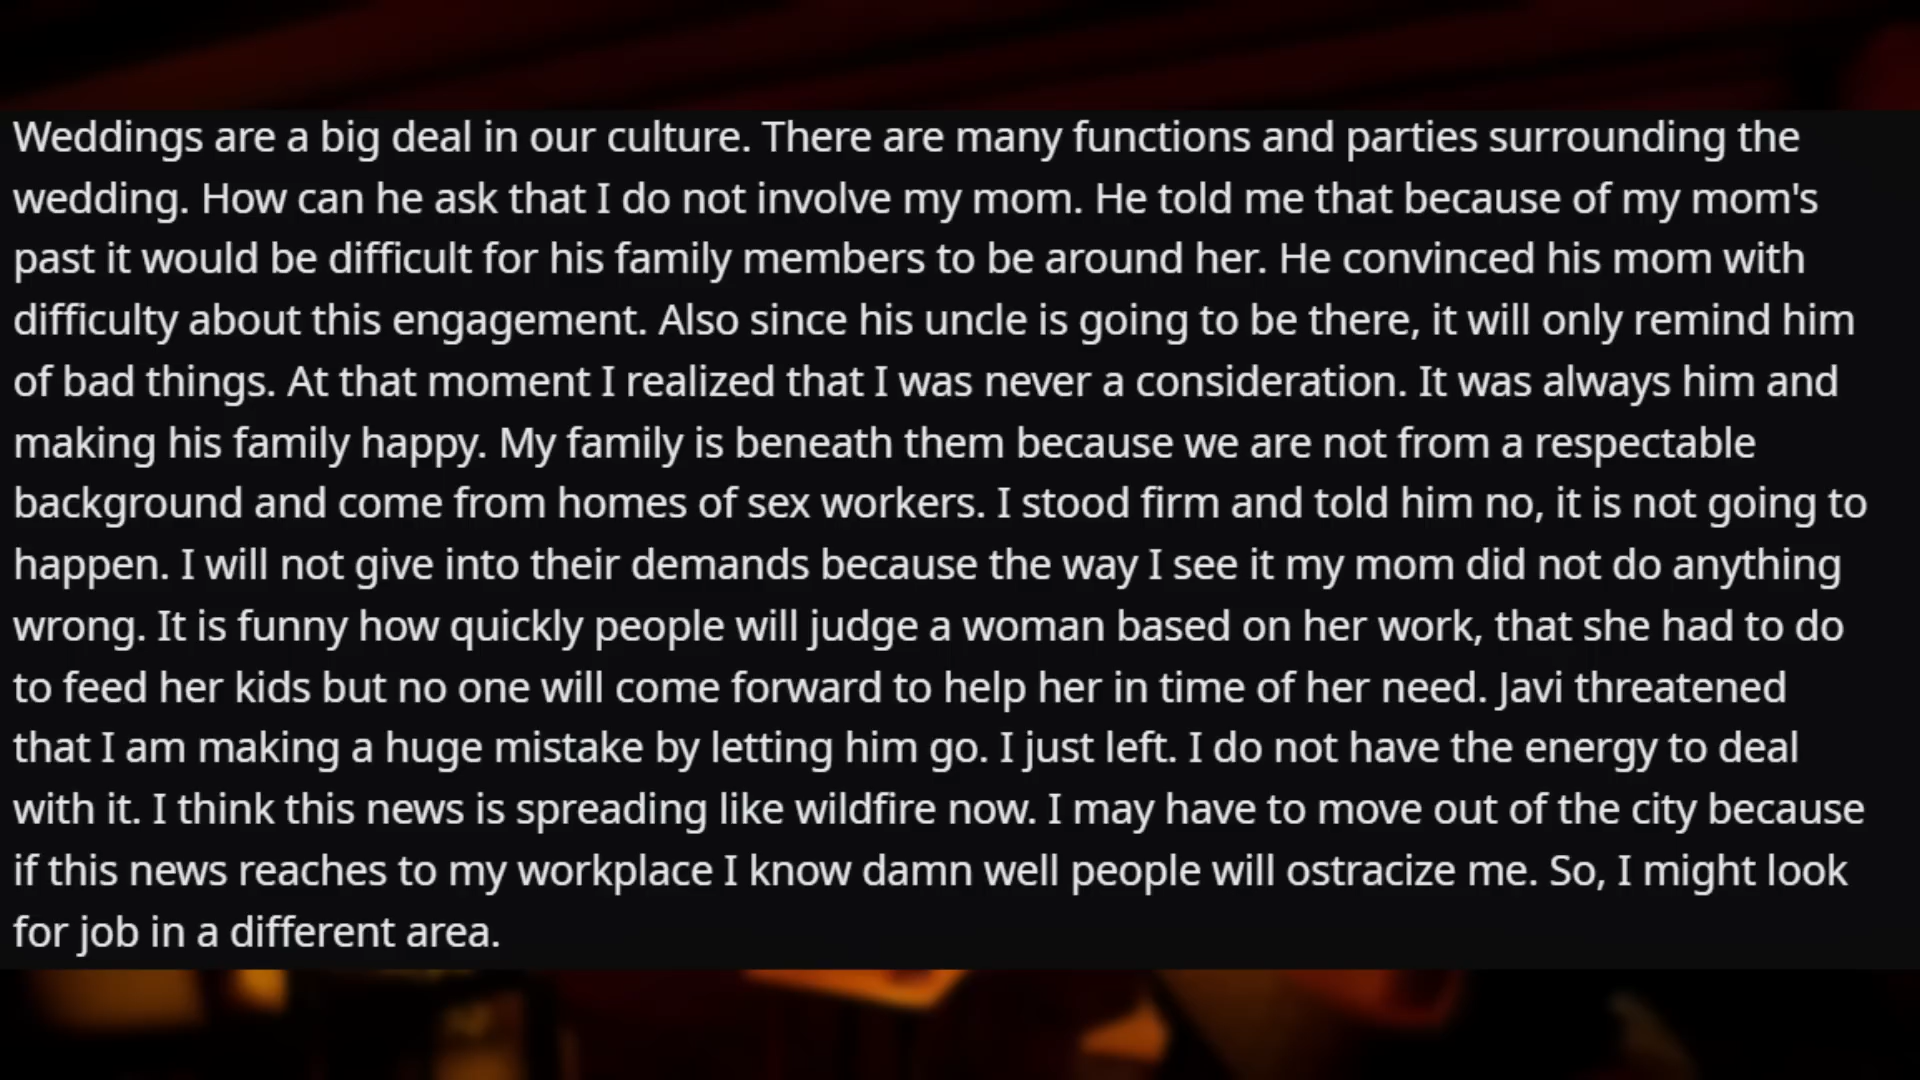 Weddings are a big deal in our culture. There are many functions and parties surrounding the
wedding. How can he ask that I do not involve my mom. He told me that because of my mom's
past it would be difficult for his family members to be around her. He convinced his mom with
difficulty about this engagement. Also since his uncle is going to be there, it will only remind him
of bad things. At that moment I realized that I was never a consideration. It was always him and
making his family happy. My family is beneath them because we are not from a respectable
background and come from homes of sex workers. I stood firm and told him no, it is not going to
happen. I will not give into their demands because the way I see it my mom did not do anything
wrong. It is funny how quickly people will judge a woman based on her work, that she had to do
to feed her kids but no one will come forward to help her in time of her need. Javi threatened
that I am making a huge mistake by letting him go. I just left. I do not have the energy to deal
with it. I think this news is spreading like wildfire now. I may have to move out of the city because
if this news reaches to my workplace I know damn well people will ostracize me. So, I might look
for job in a different area.